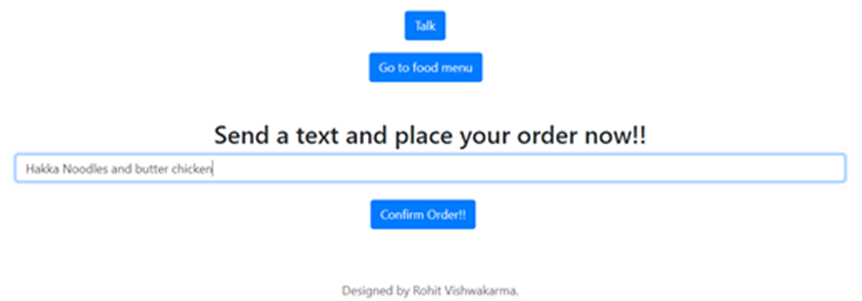 Talk
Go to food menu
Send a text and place your order now!!
Hakka Noodles and butter chicken
Confirm Order!!
Designed by Rohit Vishwakarma.